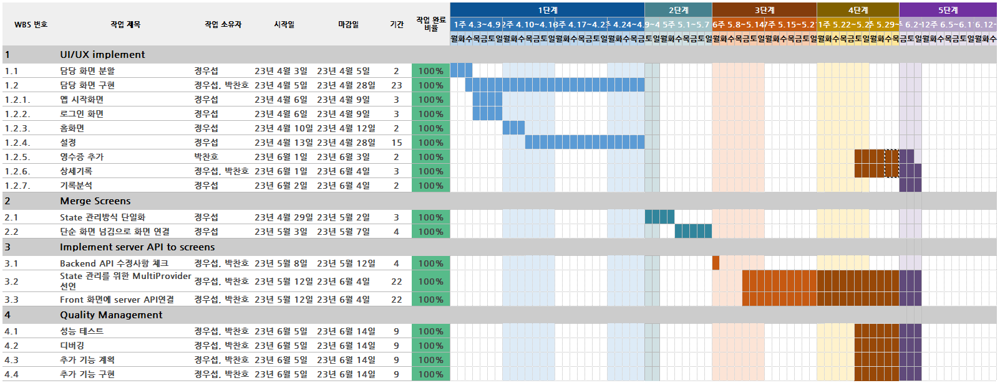 WBS 번호 작업 제목 작업 소유자 시작일 마감일 기간 작업 완료 비율 1단계 2단계 3단계 4단계 5단계
1주 4.3~4.9 2주 4.10~4.16 3주 4.17~4.23 4.24~4. 5주 5.1~5.7 6주 5.8~5.14 7주 5.15~5.2 5.22~5.2 5.29~ 6.2~ 12주 6.5~6.1 6.12~
월화수목금토일월화수목금토일월화수목금토일월화수목금토일월화수목금토일월화수목금토일월화수목금토일월화수목금토일월화수목금토일월화수목금토일월화수
1 UI/UX implement
1.1 담당 화면 분할 정우섭 23년 4월 3일 23년 4월 5일 2 100%
1.2 담당 화면 구현 정우섭, 박찬호 23년 4월 5일 23년 4월 28일 23 100%
1.2.1. 앱 시작화면 정우섭 23년 4월 6일 23년 4월 9일 3 100%
1.2.2. 로그인 화면 정우섭 23년 4월 6일 23년 4월 9일 3 100%
1.2.3. 홈화면 정우섭 23년 4월 10일 23년 4월 12일 2 100%
1.2.4. 설정 정우섭 23년 4월 13일 23년 4월 28일 15 100%
1.2.5. 영수증 추가 박찬호 23년 6월 1일 23년 6월 3일 2 100%
1.2.6. 상세기록 정우섭, 박찬호 23년 6월 1일 23년 6월 4일 3 100%
1.2.7. 기록분석 정우섭 23년 6월 2일 23년 6월 4일 2 100%
2 Merge Screens
2.1 State 관리방식 단일화 정우섭 23년 4월 29일 23년 5월 2일 3 100%
2.2 단순 화면 넘김으로 화면 연결 정우섭 23년 5월 3일 23년 5월 7일 4 100%
3 Implement server API to screens
3.1 Backend API 수정사항 체크 정우섭, 박찬호 23년 5월 8일 23년 5월 12일 4 100%
3.2 State 관리를 위한 MultiProvider 선언 정우섭, 박찬호 23년 5월 12일 23년 6월 4일 22 100%
3.3 Front 화면에 server API연결 정우섭, 박찬호 23년 5월 12일 23년 6월 4일 22 100%
4 Quality Management
4.1 성능 테스트 정우섭, 박찬호 23년 6월 5일 23년 6월 14일 9 100%
4.2 디버깅 정우섭, 박찬호 23년 6월 5일 23년 6월 14일 9 100%
4.3 추가 기능 계획 정우섭, 박찬호 23년 6월 5일 23년 6월 14일 9 100%
4.4 추가 기능 구현 정우섭, 박찬호 23년 6월 5일 23년 6월 14일 9 100%